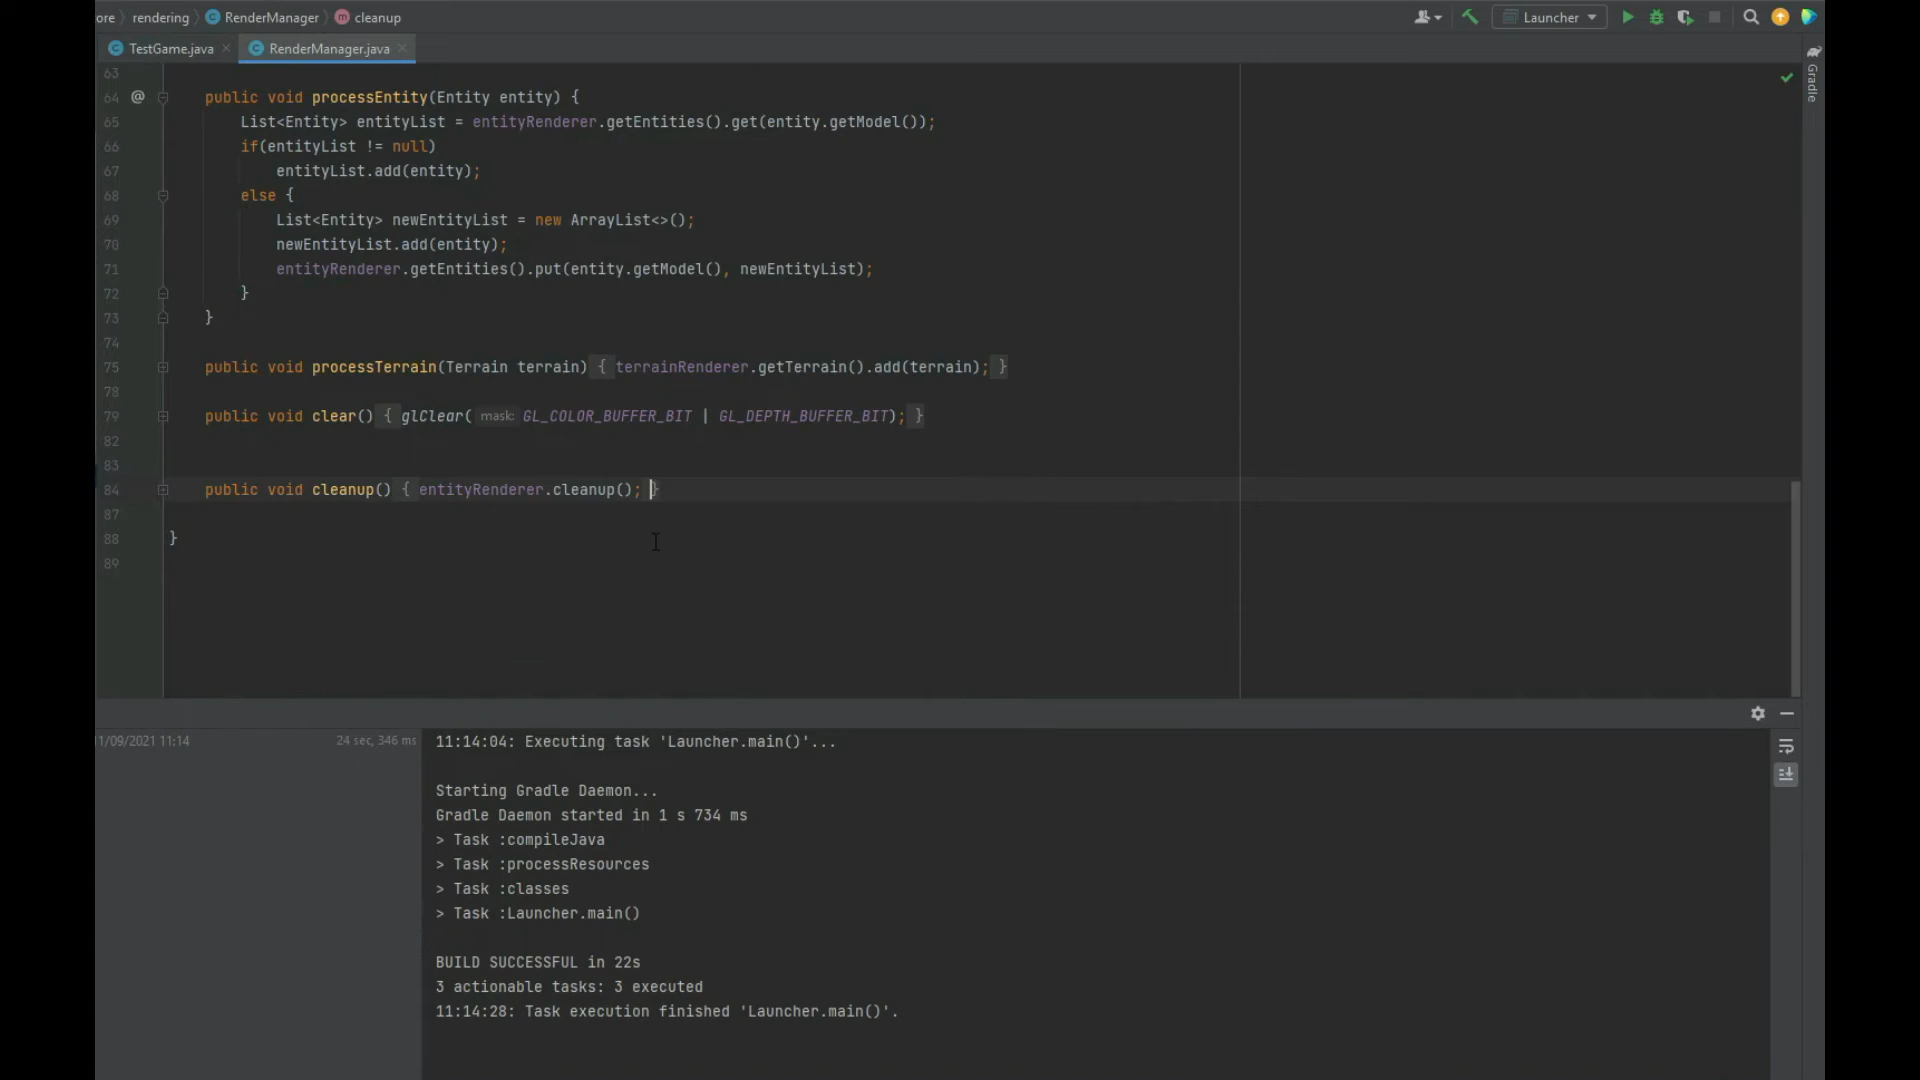 ore rendering RenderManager cleanup Launcher
TestGame.java RenderManager.java
Gradle
63
64 @ public void processEntity(Entity entity) {
65 List<Entity> entityList = entityRenderer.getEntities().get(entity.getModel());
66 if(entityList != null)
67 entityList.add(entity);
68 else {
69 List<Entity> newEntityList = new ArrayList<>();
70 newEntityList.add(entity);
71 entityRenderer.getEntities().put(entity.getModel(), newEntityList);
72 }
73 }
74
75 public void processTerrain(Terrain terrain) { terrainRenderer.getTerrain().add(terrain); }
78
79 public void clear() { glClear( mask: GL_COLOR_BUFFER_BIT | GL_DEPTH_BUFFER_BIT); }
82
83
84 public void cleanup() { entityRenderer.cleanup(); }
87
88 }
89
1/09/2021 11:14 24 sec, 346 ms
11:14:04: Executing task 'Launcher.main()'...
Starting Gradle Daemon...
Gradle Daemon started in 1 s 734 ms
> Task :compileJava
> Task :processResources
> Task :classes
> Task :Launcher.main()
BUILD SUCCESSFUL in 22s
3 actionable tasks: 3 executed
11:14:28: Task execution finished 'Launcher.main()'.